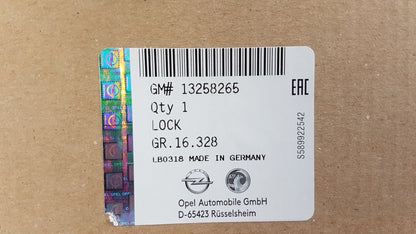 GM# 13258265
EAC
Qty 1
LOCK
GR.16.328
LB0318 MADE IN GERMANY
S589922542
Opel Automobile GmbH
D-65423 Rüsselsheim